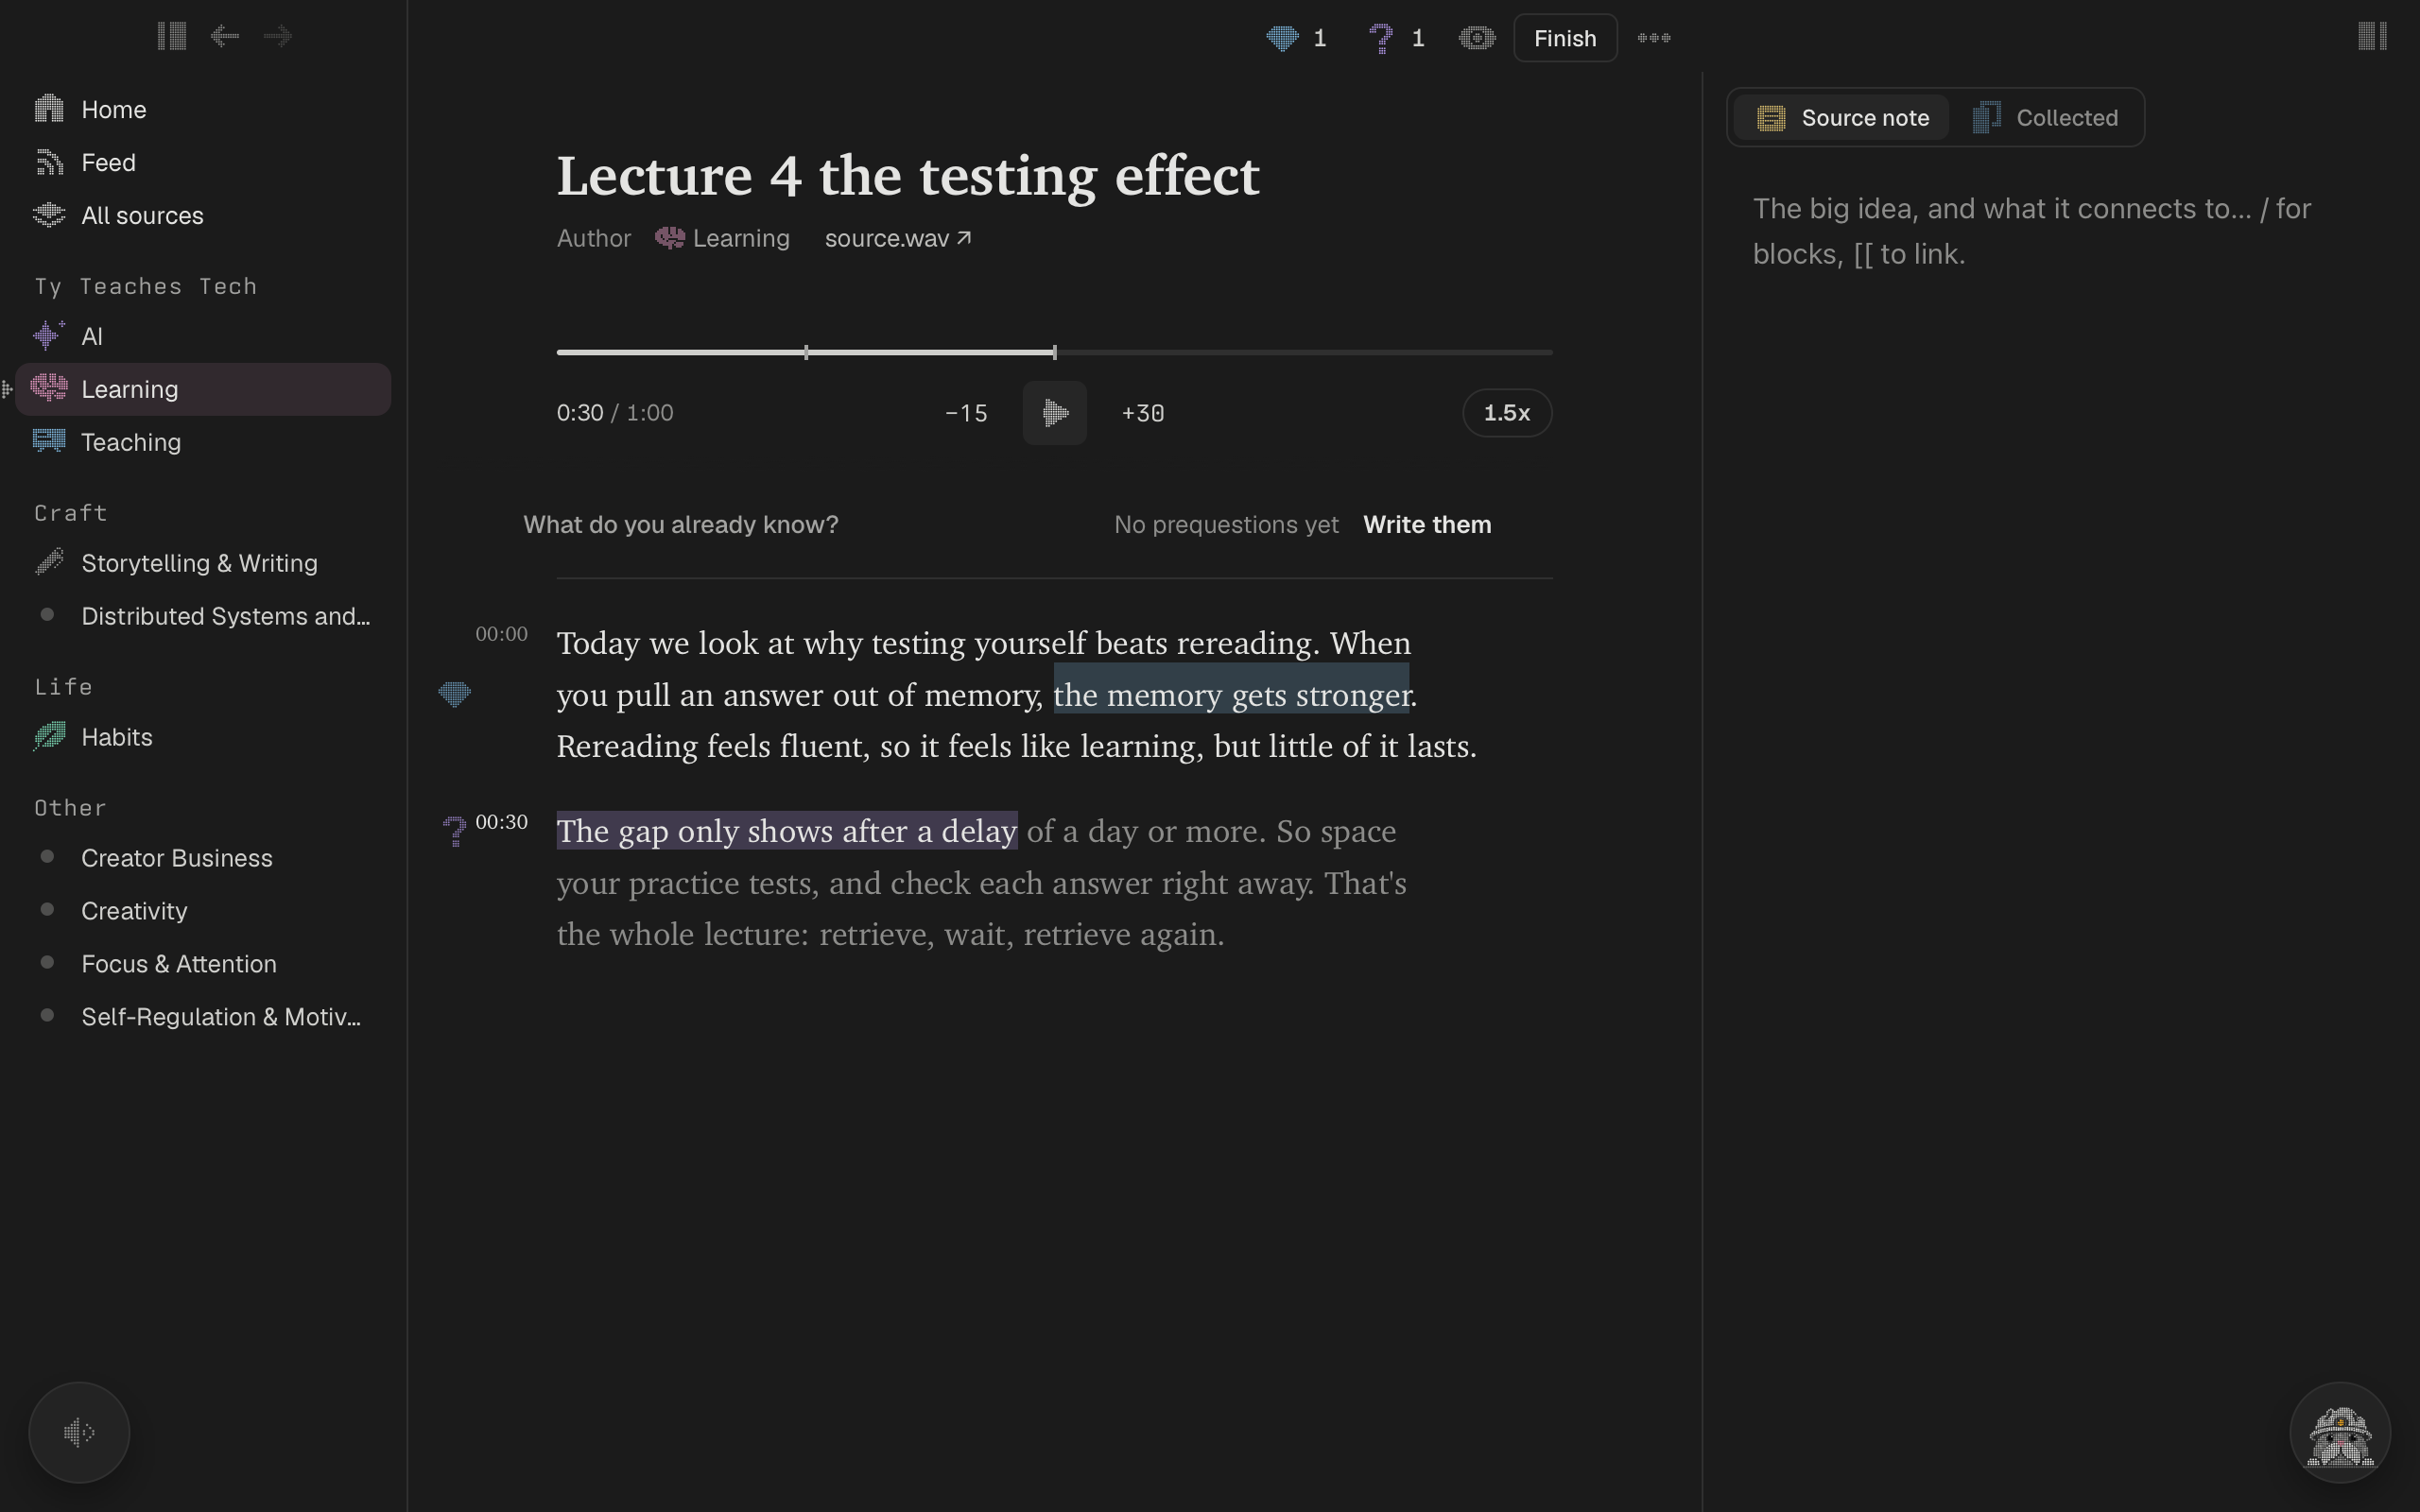 1
1
Finish
Home
Feed
All sources
Ty Teaches Tech
AI
Learning
Teaching
Craft
Storytelling & Writing
Distributed Systems and...
Life
Habits
Other
Creator Business
Creativity
Focus & Attention
Self-Regulation & Motiv...
Lecture 4 the testing effect
Author Learning source.wav ↗
0:30 / 1:00
-15
+30
1.5x
What do you already know?
No prequestions yet Write them
00:00
Today we look at why testing yourself beats rereading. When
you pull an answer out of memory, the memory gets stronger.
Rereading feels fluent, so it feels like learning, but little of it lasts.
00:30
The gap only shows after a delay of a day or more. So space
your practice tests, and check each answer right away. That's
the whole lecture: retrieve, wait, retrieve again.
Source note
Collected
The big idea, and what it connects to... / for
blocks, [[ to link.